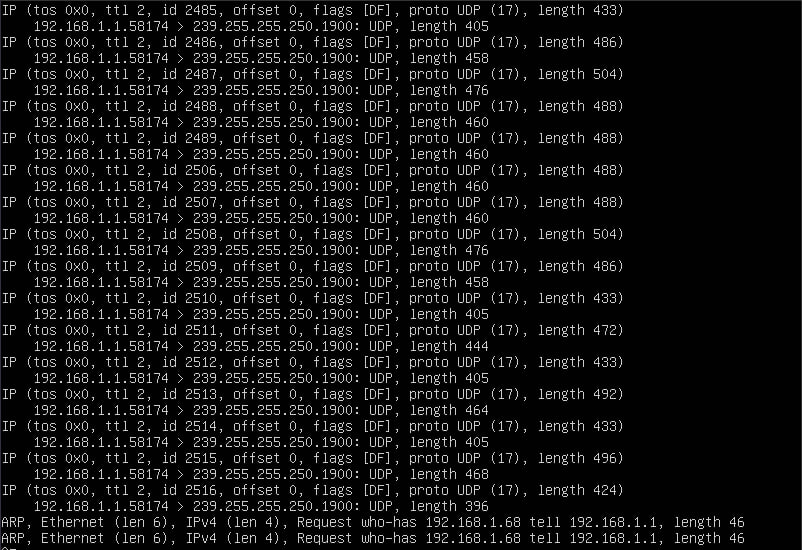 IP (tos 0x0, ttl 2, id 2485, offset 0, flags [DF], proto UDP (17), length 433)
192.168.1.1.58174 > 239.255.255.250.1900: UDP, length 405
IP (tos 0x0, ttl 2, id 2486, offset 0, flags [DF], proto UDP (17), length 486)
192.168.1.1.58174 > 239.255.255.250.1900: UDP, length 458
IP (tos 0x0, ttl 2, id 2487, offset 0, flags [DF], proto UDP (17), length 504)
192.168.1.1.58174 > 239.255.255.250.1900: UDP, length 476
IP (tos 0x0, ttl 2, id 2488, offset 0, flags [DF], proto UDP (17), length 488)
192.168.1.1.58174 > 239.255.255.250.1900: UDP, length 460
IP (tos 0x0, ttl 2, id 2489, offset 0, flags [DF], proto UDP (17), length 488)
192.168.1.1.58174 > 239.255.255.250.1900: UDP, length 460
IP (tos 0x0, ttl 2, id 2506, offset 0, flags [DF], proto UDP (17), length 488)
192.168.1.1.58174 > 239.255.255.250.1900: UDP, length 460
IP (tos 0x0, ttl 2, id 2507, offset 0, flags [DF], proto UDP (17), length 488)
192.168.1.1.58174 > 239.255.255.250.1900: UDP, length 460
IP (tos 0x0, ttl 2, id 2508, offset 0, flags [DF], proto UDP (17), length 504)
192.168.1.1.58174 > 239.255.255.250.1900: UDP, length 476
IP (tos 0x0, ttl 2, id 2509, offset 0, flags [DF], proto UDP (17), length 486)
192.168.1.1.58174 > 239.255.255.250.1900: UDP, length 458
IP (tos 0x0, ttl 2, id 2510, offset 0, flags [DF], proto UDP (17), length 433)
192.168.1.1.58174 > 239.255.255.250.1900: UDP, length 405
IP (tos 0x0, ttl 2, id 2511, offset 0, flags [DF], proto UDP (17), length 472)
192.168.1.1.58174 > 239.255.255.250.1900: UDP, length 444
IP (tos 0x0, ttl 2, id 2512, offset 0, flags [DF], proto UDP (17), length 433)
192.168.1.1.58174 > 239.255.255.250.1900: UDP, length 405
IP (tos 0x0, ttl 2, id 2513, offset 0, flags [DF], proto UDP (17), length 492)
192.168.1.1.58174 > 239.255.255.250.1900: UDP, length 464
IP (tos 0x0, ttl 2, id 2514, offset 0, flags [DF], proto UDP (17), length 433)
192.168.1.1.58174 > 239.255.255.250.1900: UDP, length 405
IP (tos 0x0, ttl 2, id 2515, offset 0, flags [DF], proto UDP (17), length 496)
192.168.1.1.58174 > 239.255.255.250.1900: UDP, length 468
IP (tos 0x0, ttl 2, id 2516, offset 0, flags [DF], proto UDP (17), length 424)
192.168.1.1.58174 > 239.255.255.250.1900: UDP, length 396
ARP, Ethernet (len 6), IPv4 (len 4), Request who-has 192.168.1.68 tell 192.168.1.1, length 46
ARP, Ethernet (len 6), IPv4 (len 4), Request who-has 192.168.1.68 tell 192.168.1.1, length 46